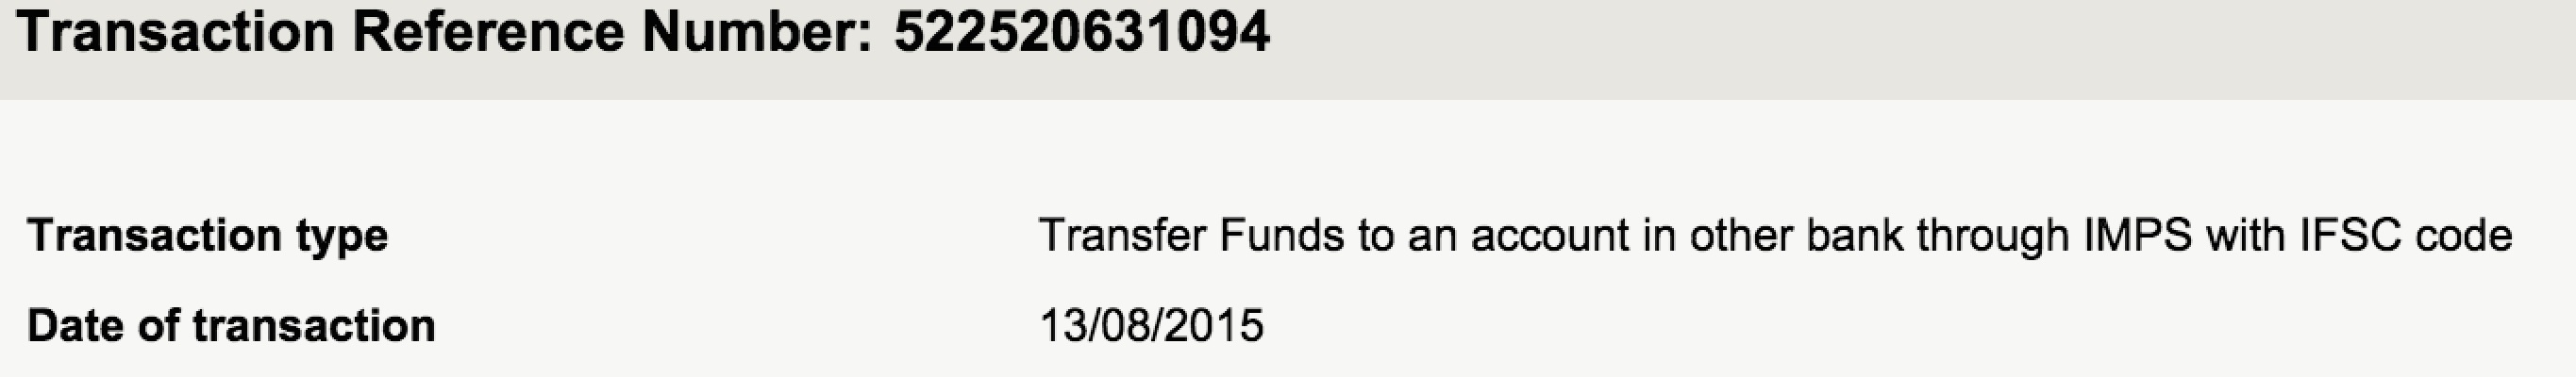 Transaction Reference Number: 522520631094
Transaction type Transfer Funds to an account in other bank through IMPS with IFSC code
Date of transaction 13/08/2015